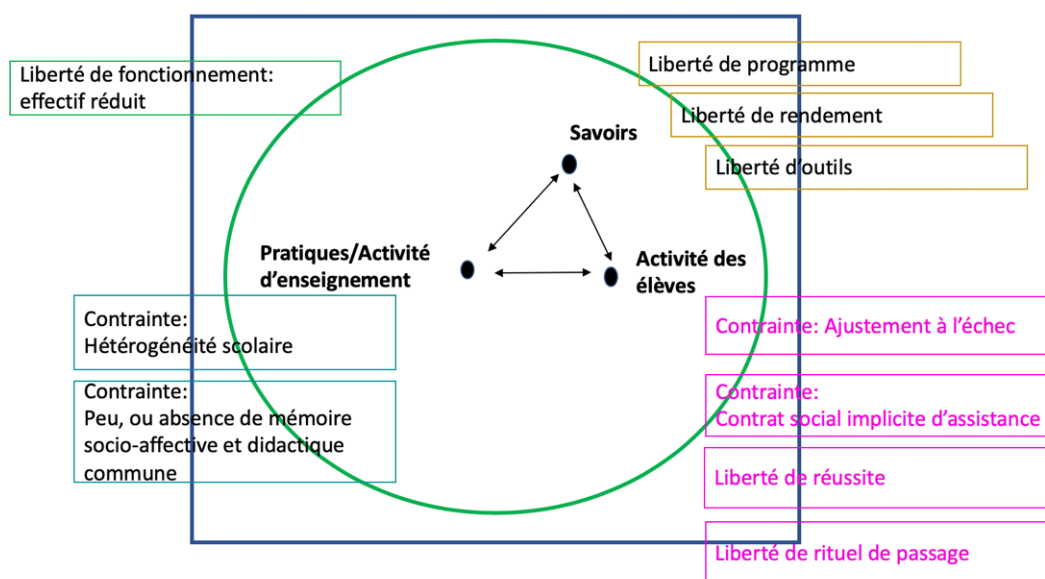 Liberté de fonctionnement:
effectif réduit
Liberté de programme
Liberté de rendement
Liberté d'outils
Savoirs
Pratiques/Activité
d'enseignement
Activité des
élèves
Contrainte:
Hétérogénéité scolaire
Contrainte:
Peu, ou absence de mémoire
socio-affective et didactique
commune
Contrainte: Ajustement à l'échec
Contrainte:
Contrat social implicite d'assistance
Liberté de réussite
Liberté de rituel de passage